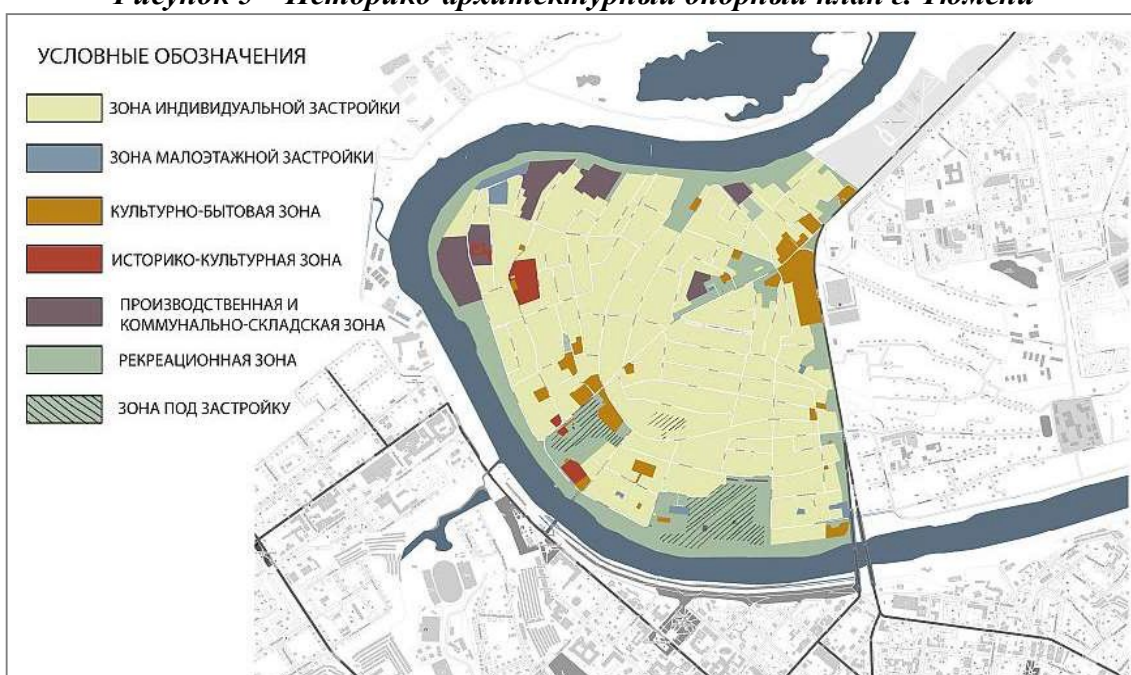 УСЛОВНЫЕ ОБОЗНАЧЕНИЯ
ЗОНА ИНДИВИДУАЛЬНОЙ ЗАСТРОЙКИ
ЗОНА МАЛОЭТАЖНОЙ ЗАСТРОЙКИ
КУЛЬТУРНО-БЫТОВАЯ ЗОНА
ИСТОРИКО-КУЛЬТУРНАЯ ЗОНА
ПРОИЗВОДСТВЕННАЯ И
КОММУНАЛЬНО-СКЛАДСКАЯ ЗОНА
РЕКРЕАЦИОННАЯ ЗОНА
ЗОНА ПОД ЗАСТРОЙКУ